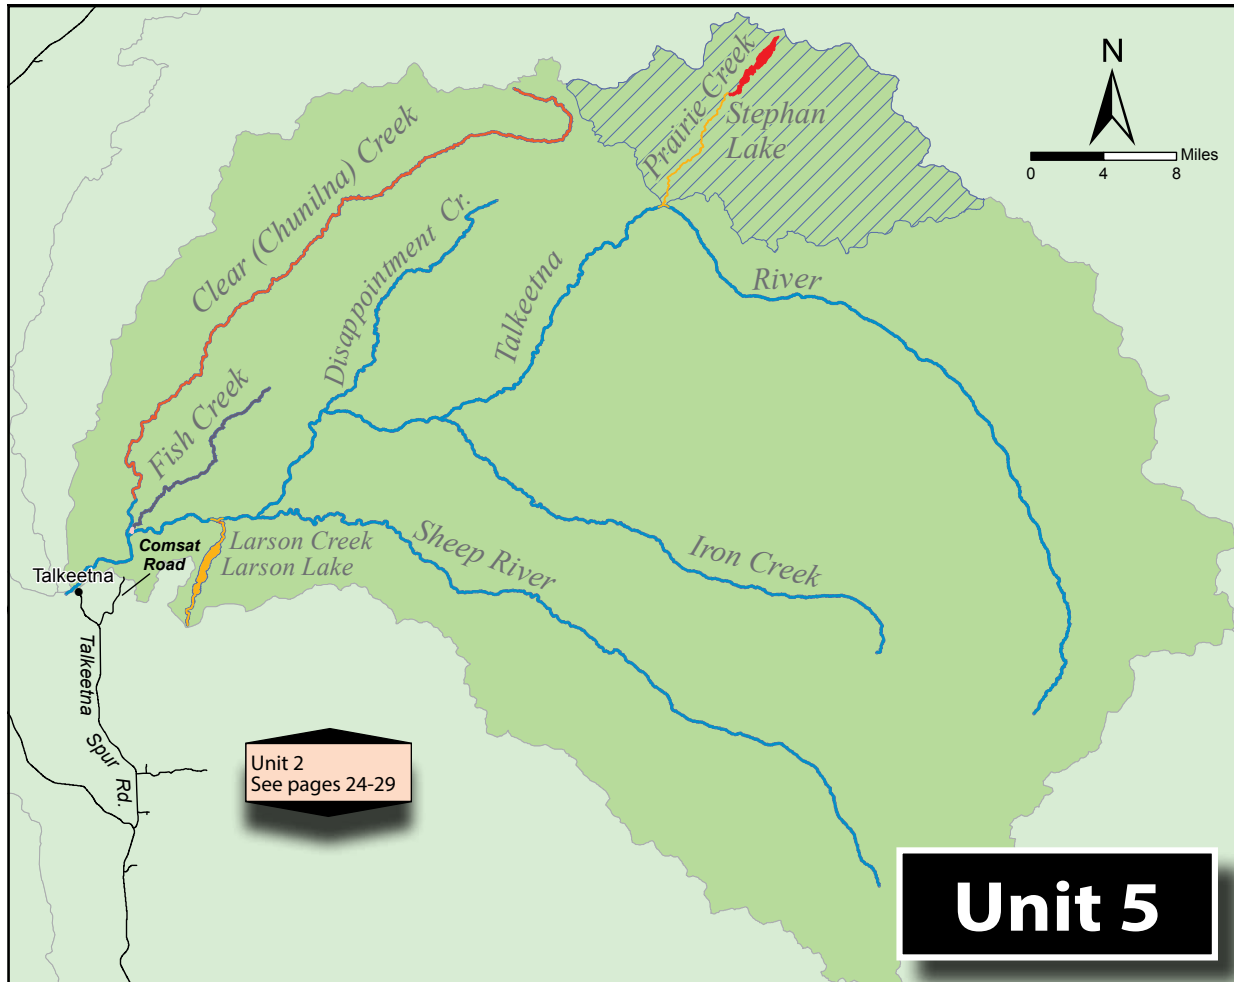 Prairie Creek
Stephan
Lake
N
Miles
0 4 8
Clear (Chunilna) Creek
Disappointment Cr.
Talkeetna
River
Fish Creek
Comsat
Road
Larson Creek
Larson Lake
Sheep River
Iron Creek
Talkeetna
Talkeetna Spur Rd.
Unit 2
See pages 24-29
Unit 5